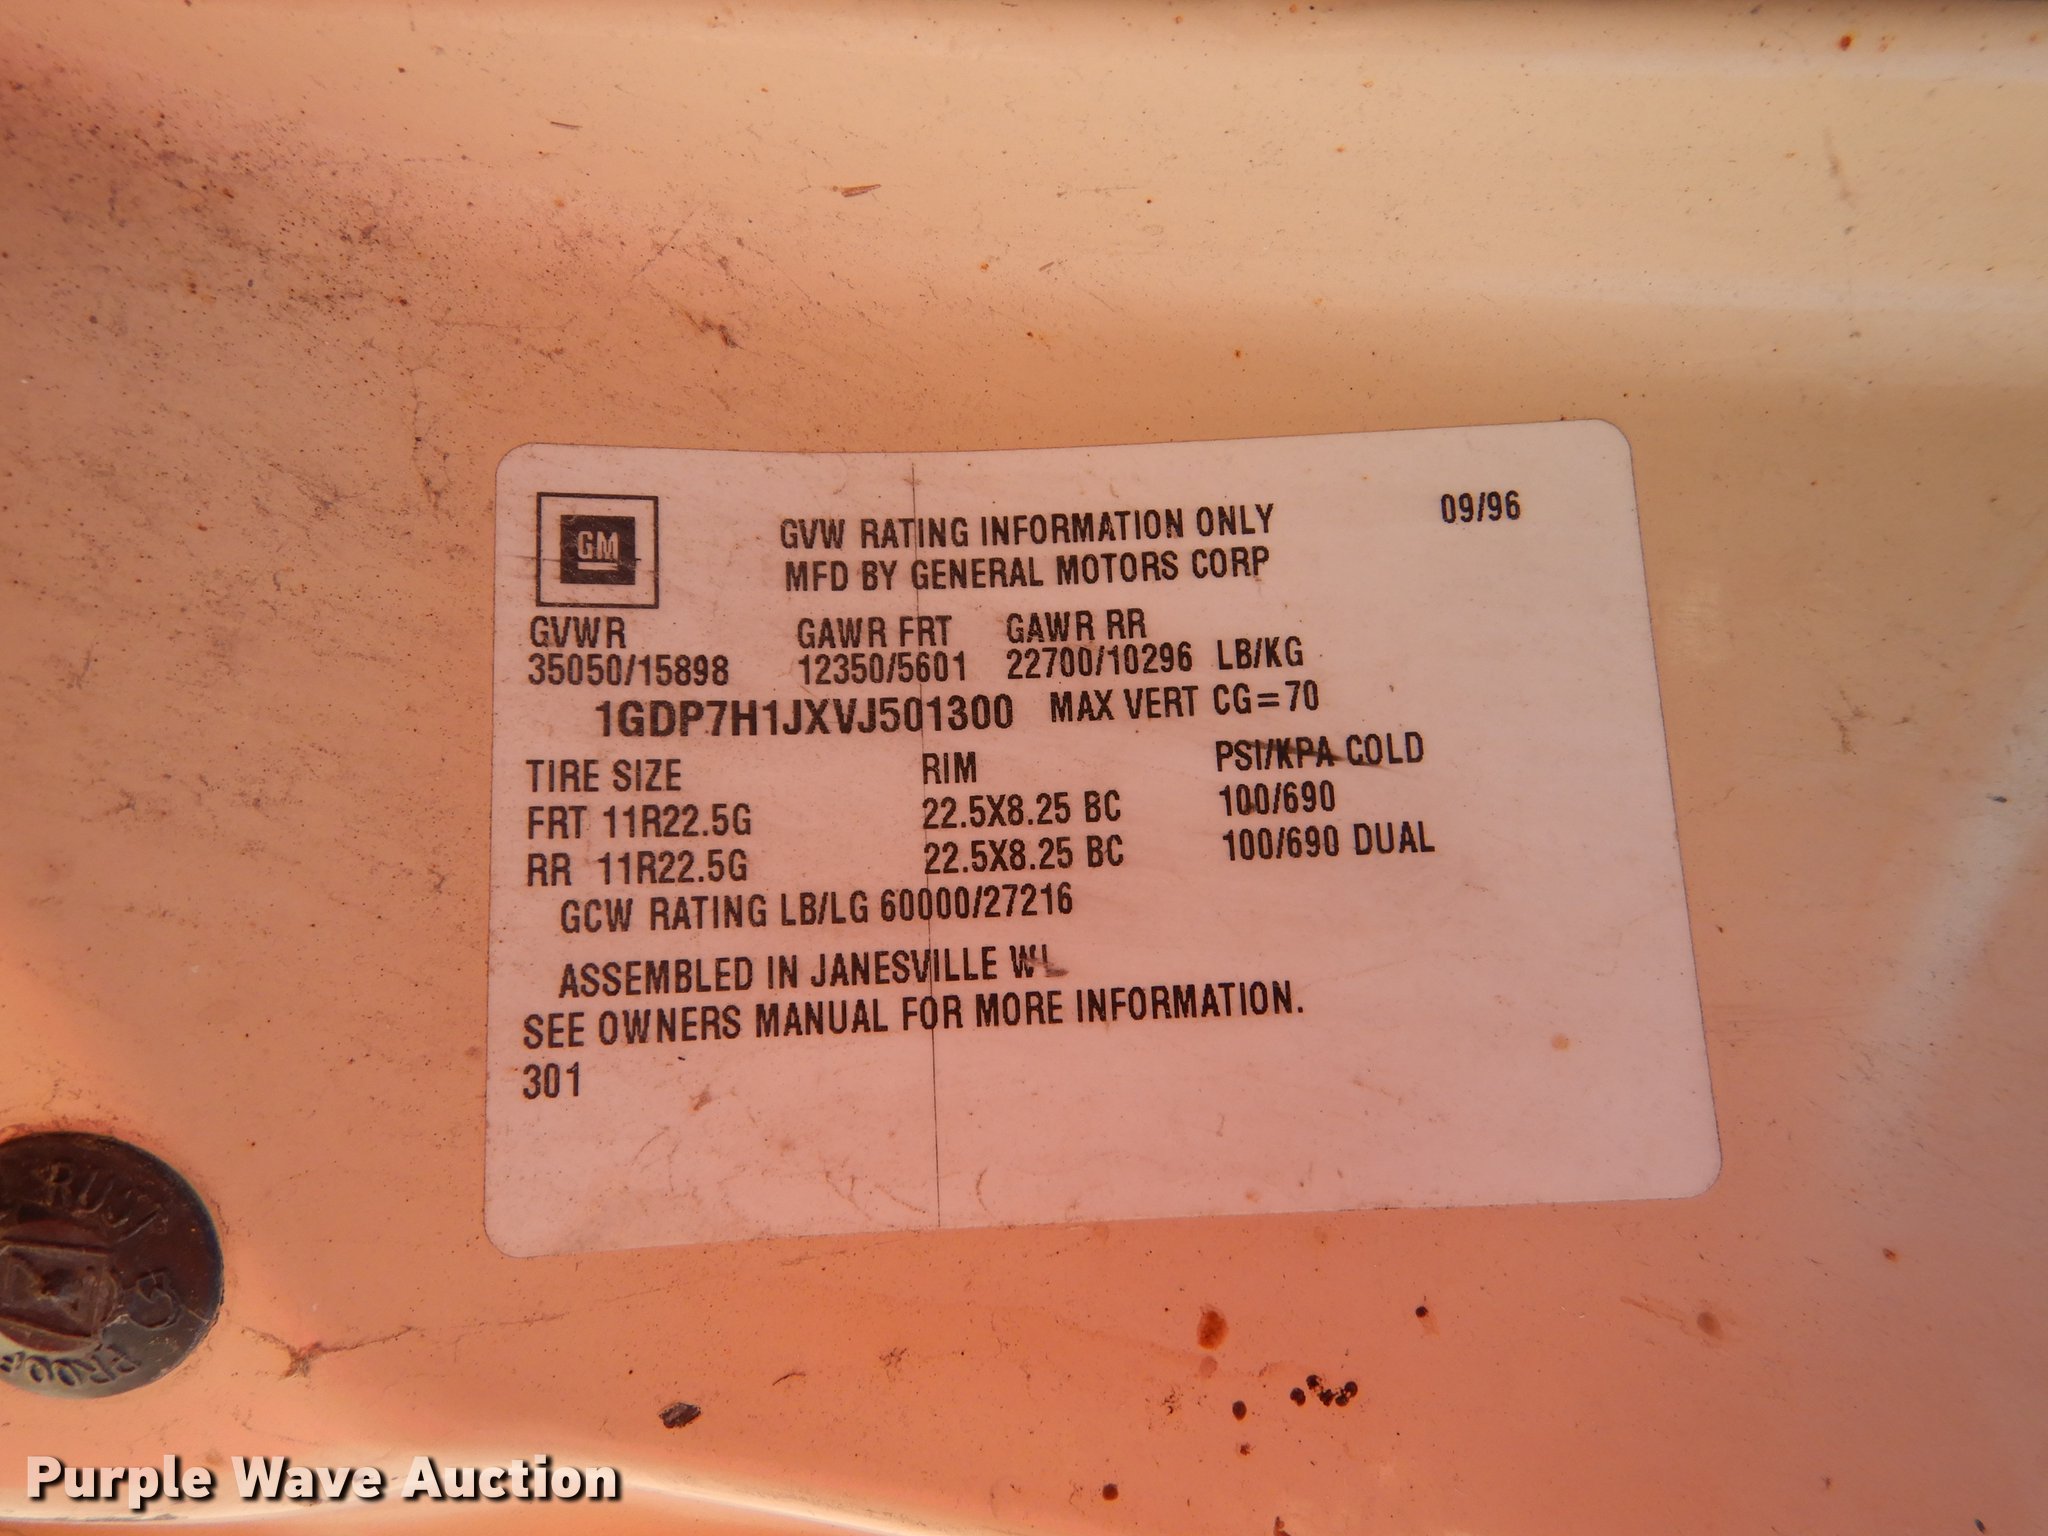 GM
GVW RATING INFORMATION ONLY 09/96
MFD BY GENERAL MOTORS CORP
GVWR GAWR FRT GAWR RR
35050/15898 12350/5601 22700/10296 LB/KG
1GDP7H1JXVJ501300 MAX VERT CG=70
TIRE SIZE RIM PSI/KPA COLD
FRT 11R22.5G 22.5X8.25 BC 100/690
RR 11R22.5G 22.5X8.25 BC 100/690 DUAL
GCW RATING LB/LG 60000/27216
ASSEMBLED IN JANESVILLE
SEE OWNERS MANUAL FOR MORE INFORMATION.
301
RUST
PROOF
Purple Wave Auction